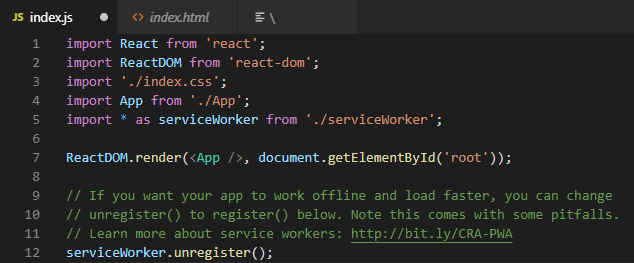 JS index.js ● <> index.html \
1 import React from 'react';
2 import ReactDOM from 'react-dom';
3 import './index.css';
4 import App from './App';
5 import * as serviceWorker from './serviceWorker';
6
7 ReactDOM.render(<App />, document.getElementById('root'));
8
9 // If you want your app to work offline and load faster, you can change
10 // unregister() to register() below. Note this comes with some pitfalls.
11 // Learn more about service workers: http://bit.ly/CRA-PWA
12 serviceWorker.unregister();